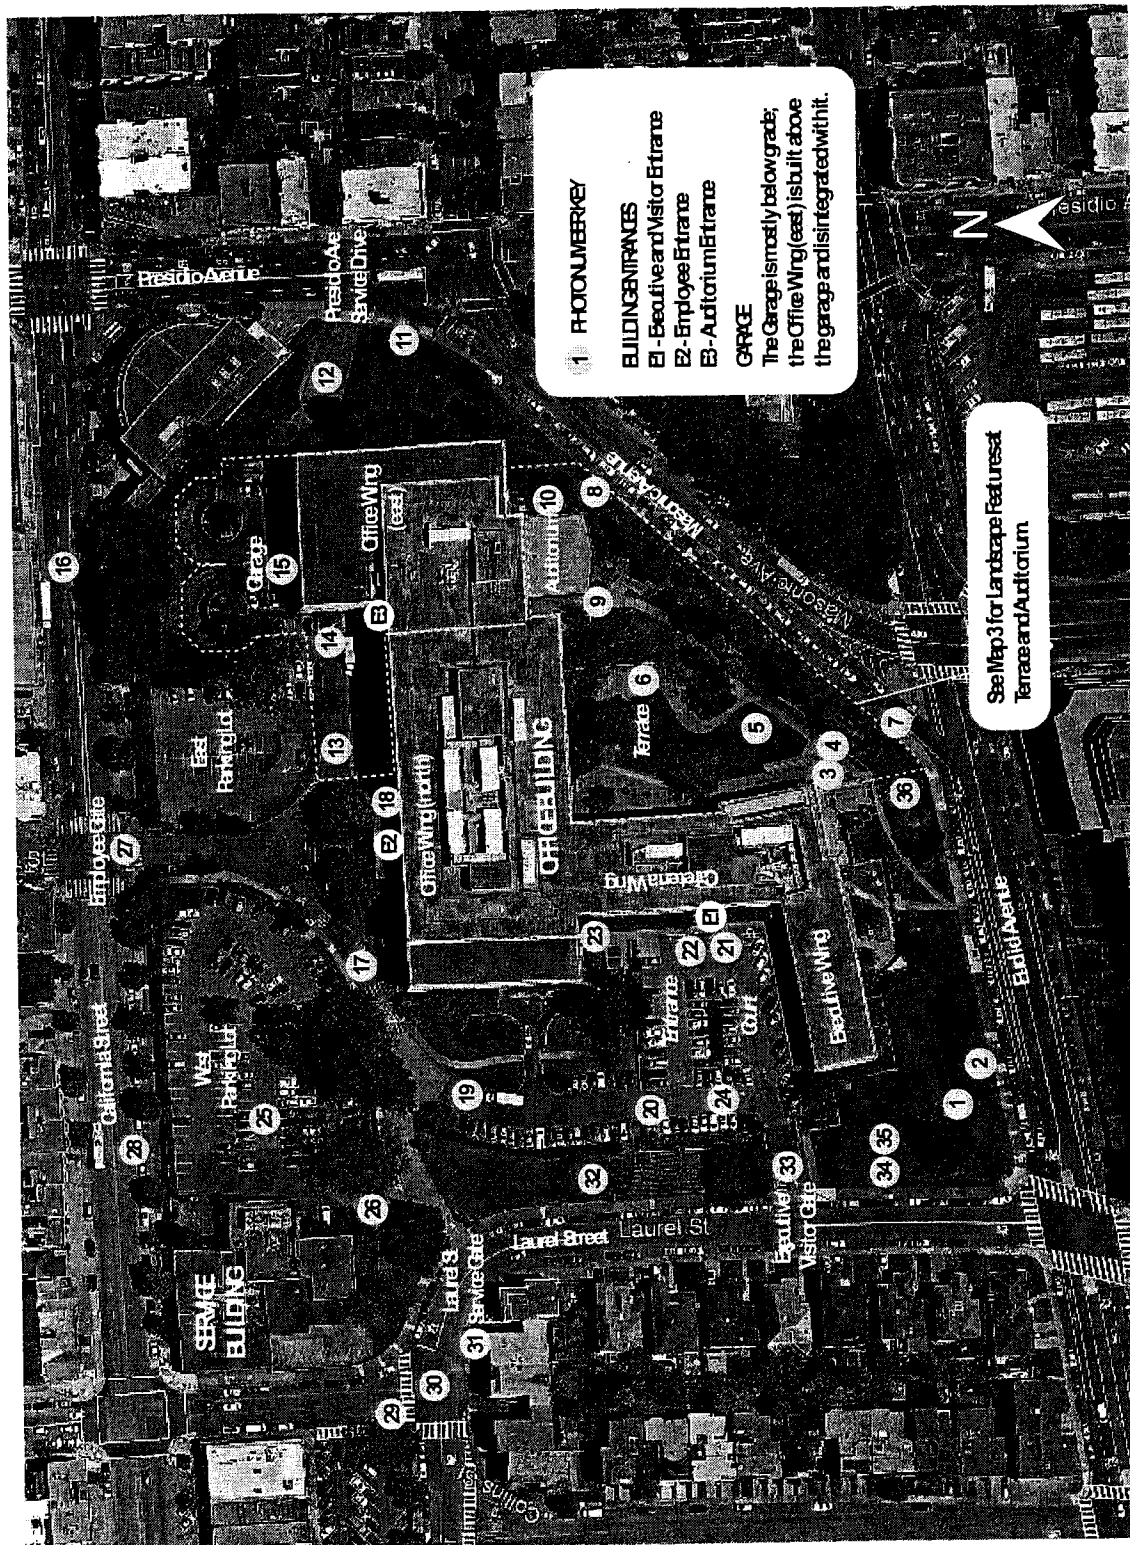 1 PHOTONUMBERKEY
BUILDINGENTRANCES
E1 - Executive and Visitor Entrance
E2 - Employee Entrance
E3 - Auditorium Entrance
GARAGE
The Garage is mostly below grade;
the Office Wing (east) is built above
the garage and is integrated with it.
See Map 3 for Landscape Features at
Terrace and Auditorium.
N
Presidio Avenue
Presidio Ave
Service Drive
16
California Street
Employee Gate
27
28
East
Parking Lot
West
Parking Lot
25
Garage
15
12
11
Office Wing
(east)
E3
14
13
18
E2
Office Wing (north)
OFFICE BUILDING
17
Auditorium
10
8
9
Masonic Avenue
Masonic Ave
Terrace
6
5
4
3
7
36
Cafeteria Wing
E1
23
22
21
Entrance
Court
Executive Wing
Euclid Avenue
19
20
24
2
1
35
34
33
32
Executive/
Visitor Gate
Laurel Street
Laurel St
SERVICE
BUILDING
26
Laurel St
Service Gate
31
30
29
Collins